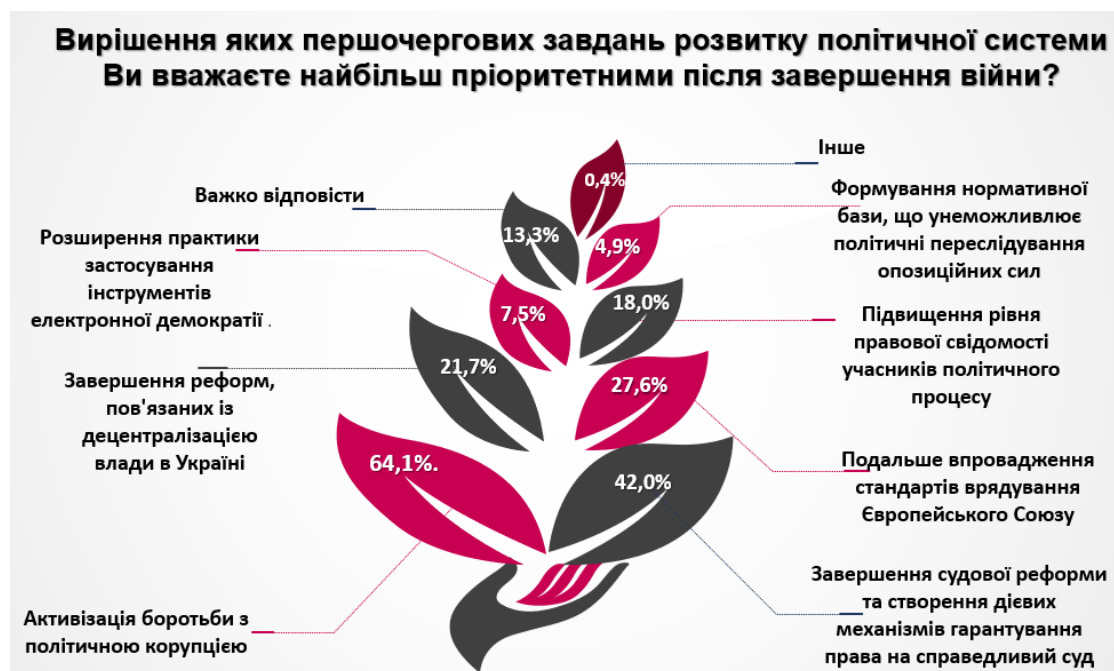 Вирішення яких першочергових завдань розвитку політичної системи
Ви вважаєте найбільш пріоритетними після завершення війни?
Інше
0,4%
Важко відповісти
13,3%
Формування нормативної
бази, що унеможливлює
політичні переслідування
опозиційних сил
4,9%
Розширення практики
застосування
інструментів
електронної демократії .
7,5%
18,0%
Підвищення рівня
правової свідомості
учасників політичного
процесу
21,7%
Завершення реформ,
пов'язаних із
децентралізацією
влади в Україні
27,6%
Подальше впровадження
стандартів врядування
Європейського Союзу
64,1%.
Активізація боротьби з
політичною корупцією
42,0%
Завершення судової реформи
та створення дієвих
механізмів гарантування
права на справедливий суд